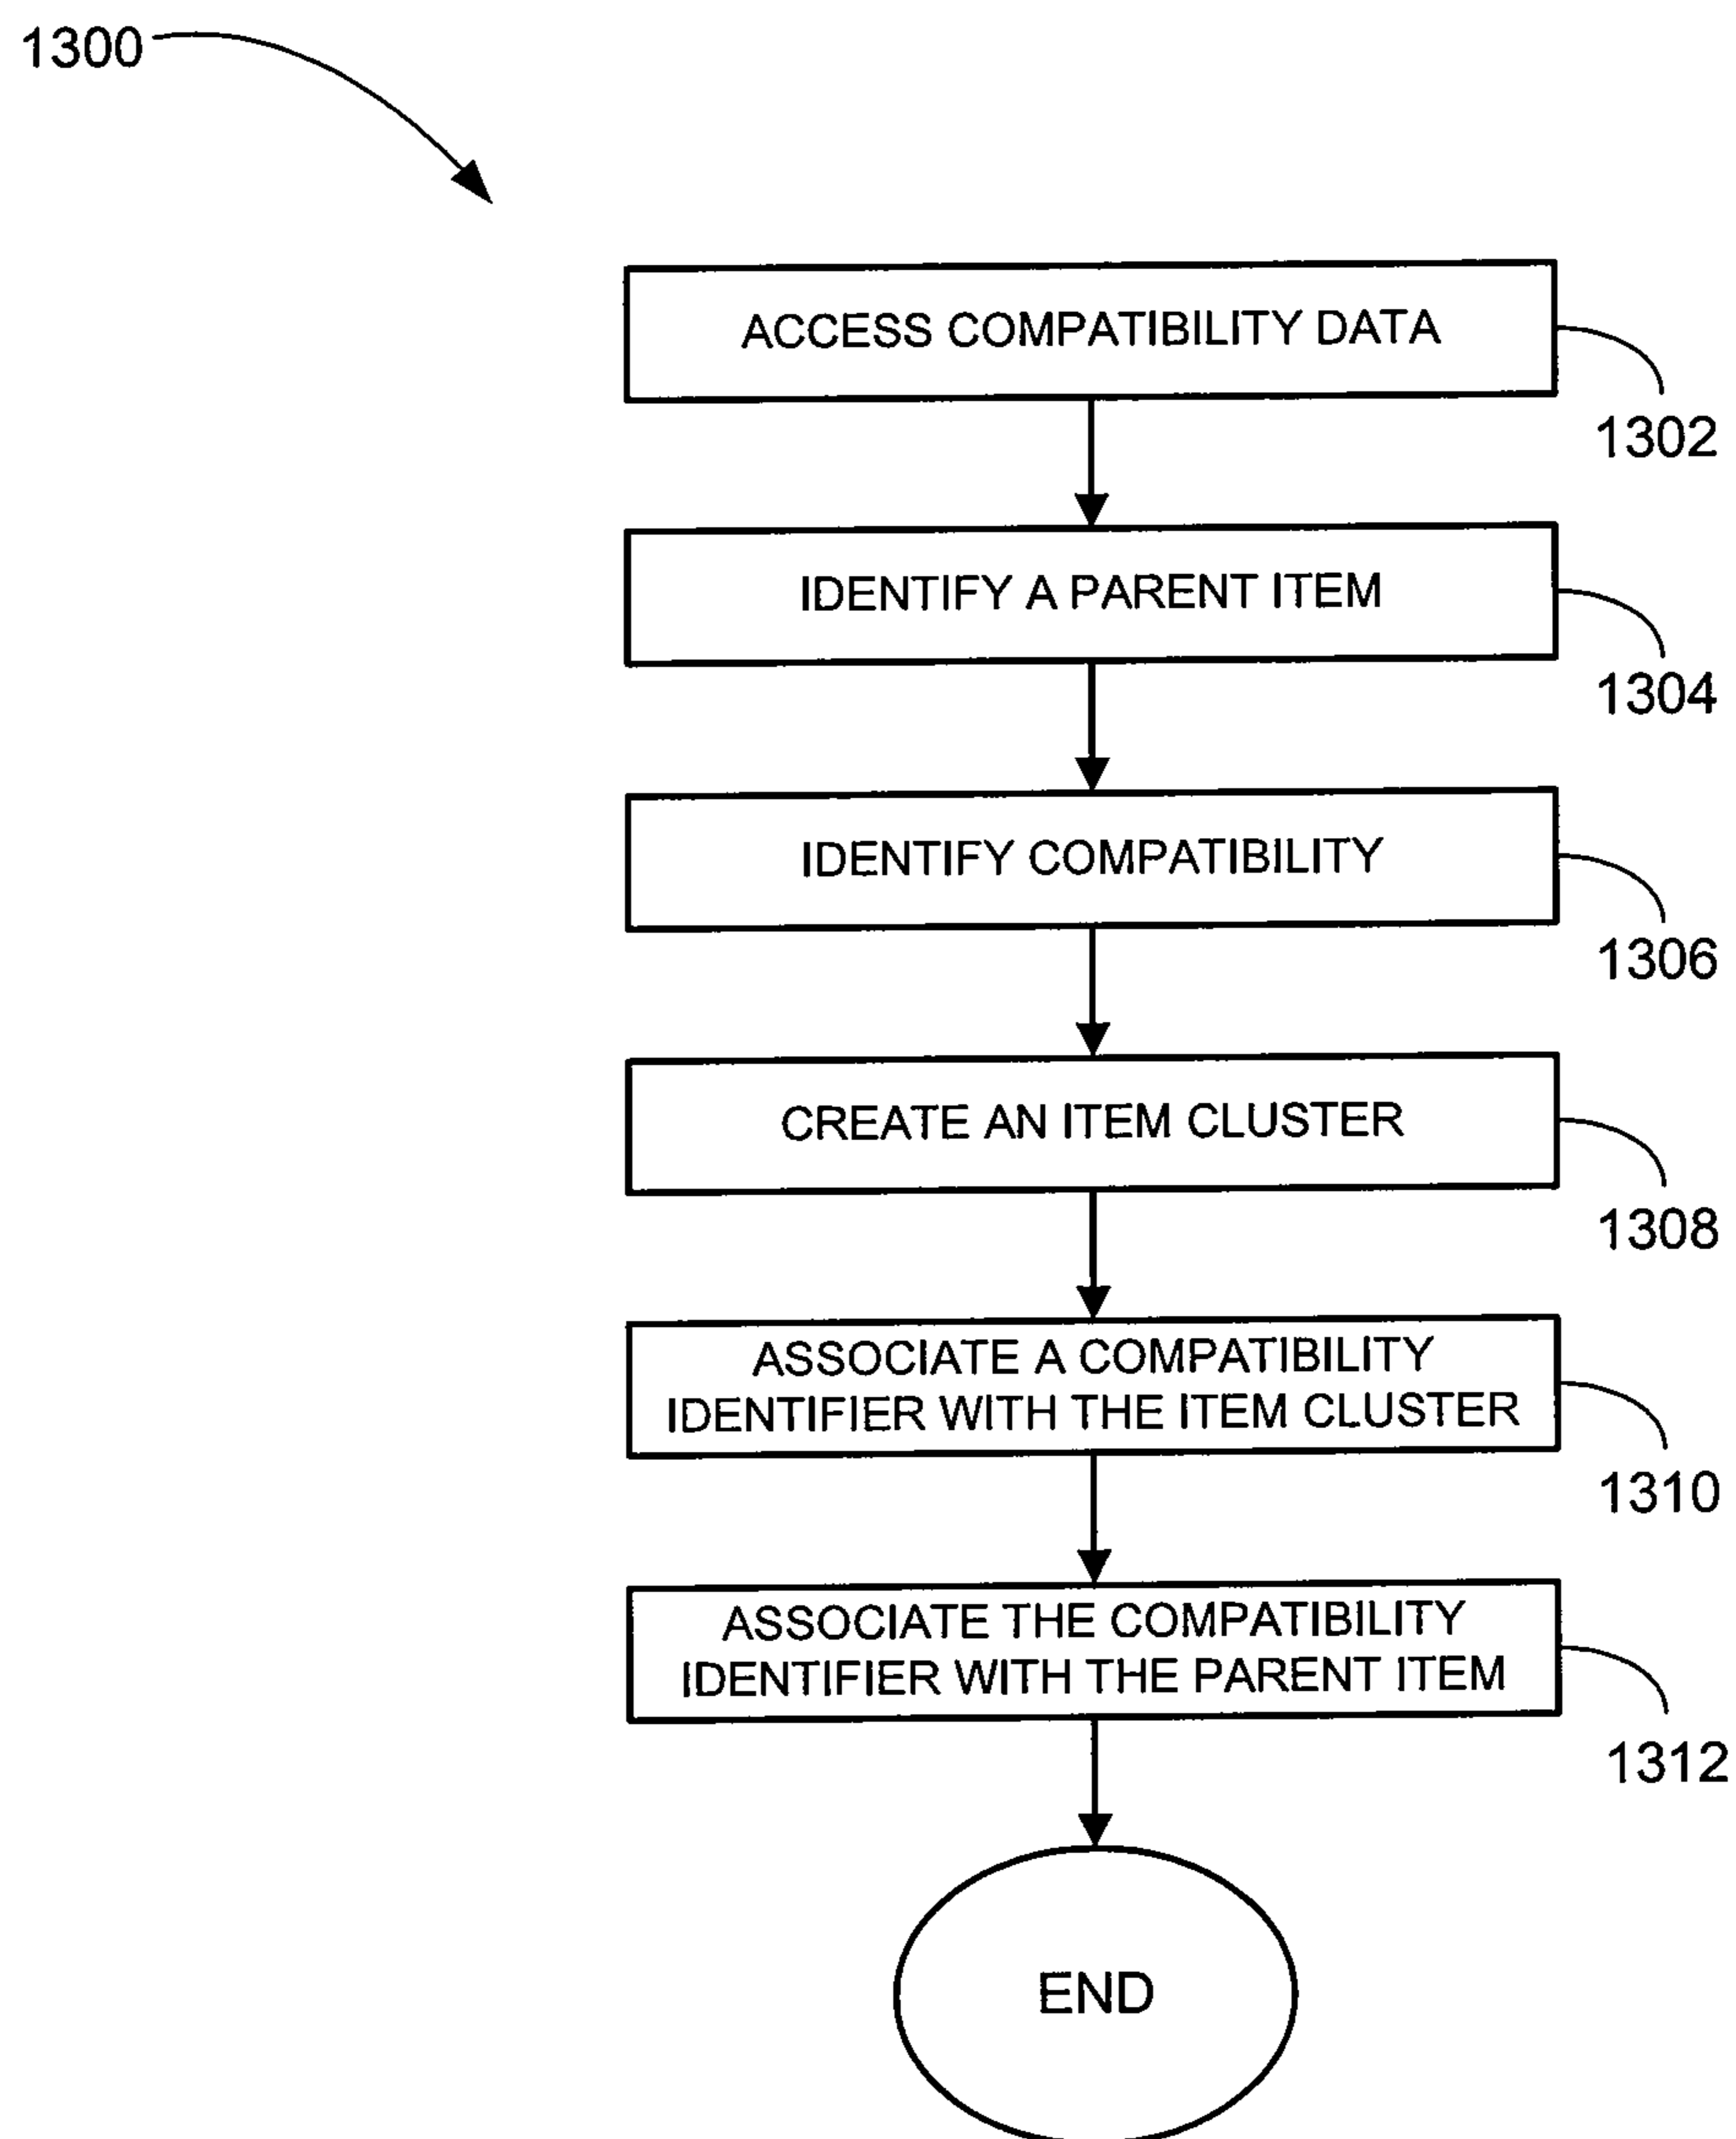 1300
ACCESS COMPATIBILITY DATA
1302
IDENTIFY A PARENT ITEM
1304
IDENTIFY COMPATIBILITY
1306
CREATE AN ITEM CLUSTER
1308
ASSOCIATE A COMPATIBILITY
IDENTIFIER WITH THE ITEM CLUSTER
1310
ASSOCIATE THE COMPATIBILITY
IDENTIFIER WITH THE PARENT ITEM
1312
END